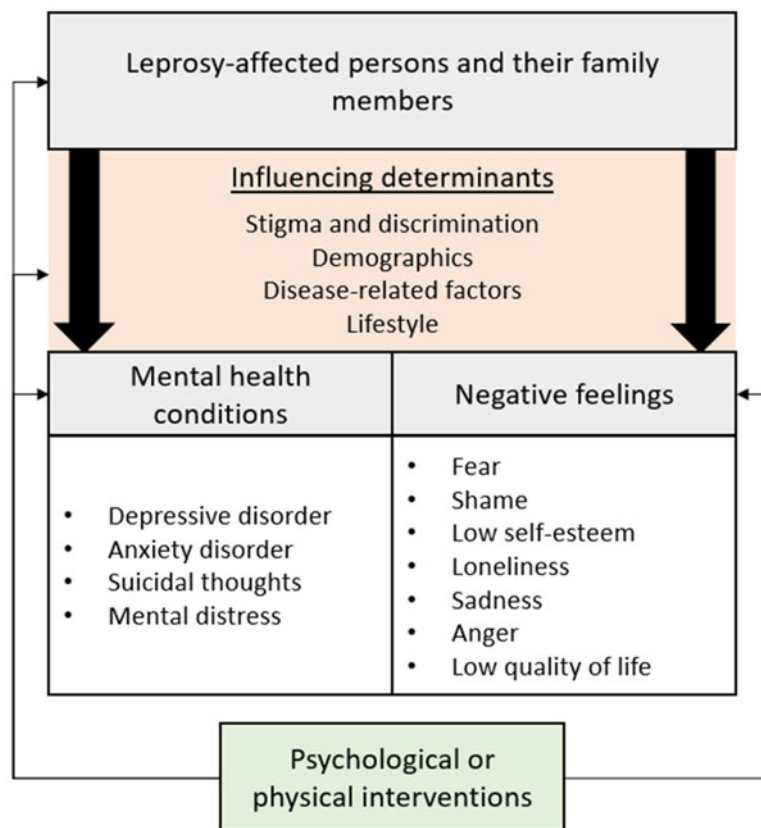 Leprosy-affected persons and their family
members
Influencing determinants
Stigma and discrimination
Demographics
Disease-related factors
Lifestyle
Mental health
conditions
Negative feelings
• Depressive disorder
• Anxiety disorder
• Suicidal thoughts
• Mental distress
• Fear
• Shame
• Low self-esteem
• Loneliness
• Sadness
• Anger
• Low quality of life
Psychological or
physical interventions